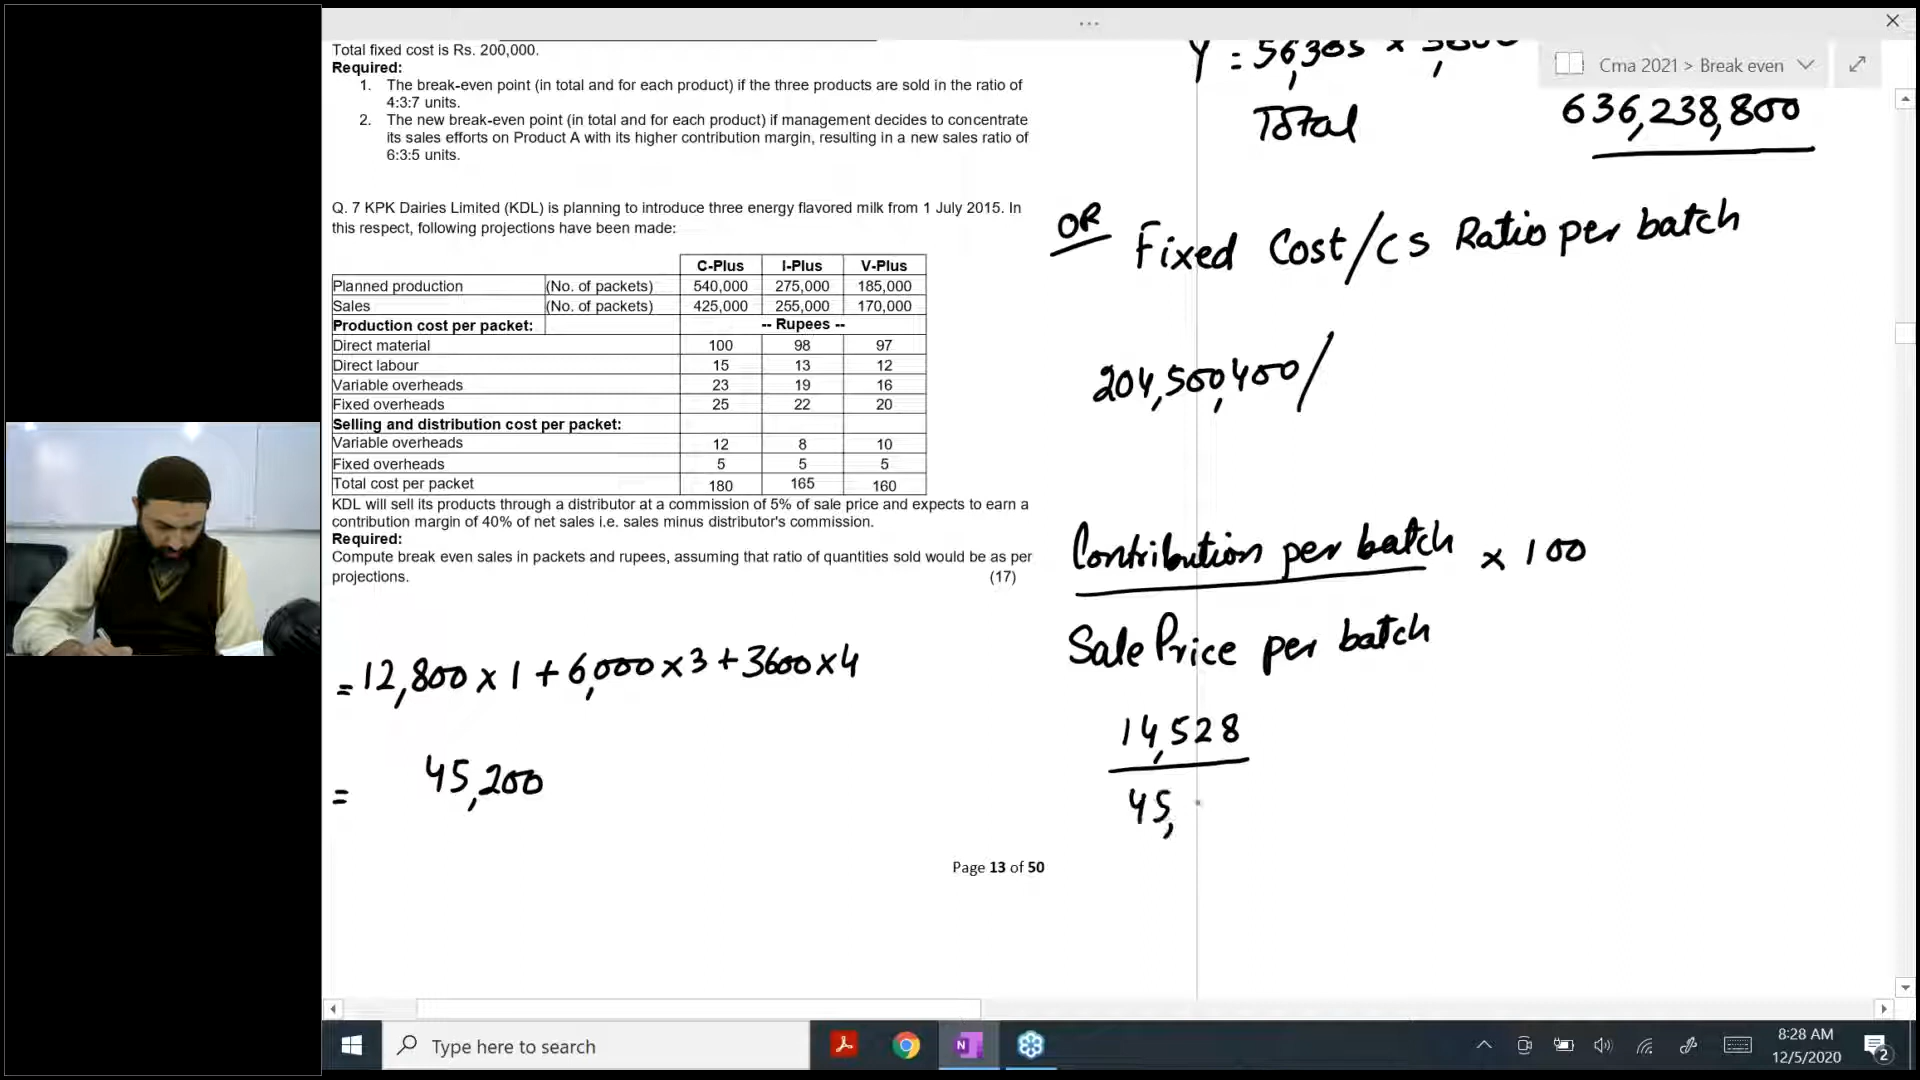 Total fixed cost is Rs. 200,000.
Required:
1. The break-even point (in total and for each product) if the three products are sold in the ratio of
4:3:7 units.
2. The new break-even point (in total and for each product) if management decides to concentrate
its sales efforts on Product A with its higher contribution margin, resulting in a new sales ratio of
6:3:5 units.
Q. 7 KPK Dairies Limited (KDL) is planning to introduce three energy flavored milk from 1 July 2015. In
this respect, following projections have been made:
C-Plus I-Plus V-Plus
Planned production (No. of packets) 540,000 275,000 185,000
Sales (No. of packets) 425,000 255,000 170,000
Production cost per packet: -- Rupees --
Direct material 100 98 97
Direct labour 15 13 12
Variable overheads 23 19 16
Fixed overheads 25 22 20
Selling and distribution cost per packet:
Variable overheads 12 8 10
Fixed overheads 5 5 5
Total cost per packet 180 165 160
KDL will sell its products through a distributor at a commission of 5% of sale price and expects to earn a
contribution margin of 40% of net sales i.e. sales minus distributor's commission.
Required:
Compute break even sales in packets and rupees, assuming that ratio of quantities sold would be as per
projections. (17)
= 12,800 x 1 + 6,000 x 3 + 3600 x 4
= 45,200
Page 13 of 50
Y = 56,305 x
Total 636,238,800
OR Fixed Cost/CS Ratio per batch
204,500,400/
Contribution per batch x 100
Sale Price per batch
14,528
45,
Cma 2021 > Break even
Type here to search
8:28 AM
12/5/2020
2